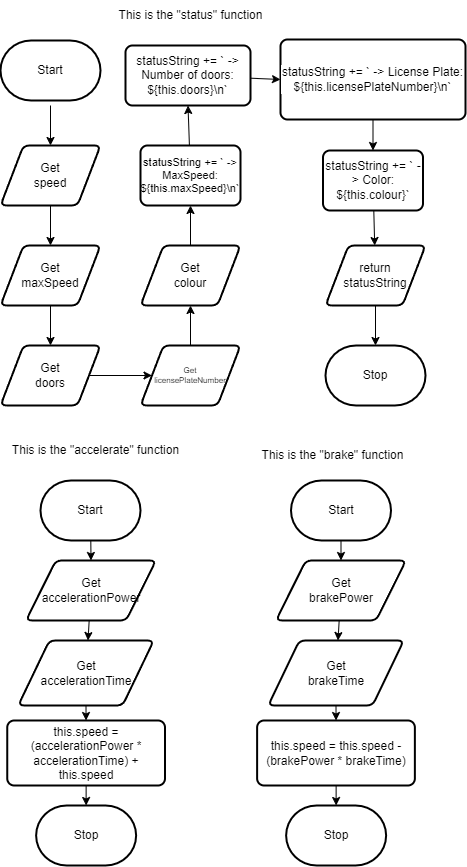 This is the "status" function
Start
Get
speed
Get
maxSpeed
Get
doors
Get
licensePlateNumber
Get
colour
statusString += ` ->
MaxSpeed:
${this.maxSpeed}\n`
statusString += ` ->
Number of doors:
${this.doors}\n`
statusString += ` -> License Plate:
${this.licensePlateNumber}\n`
statusString += ` -
> Color:
${this.colour}`
return
statusString
Stop
This is the "accelerate" function
Start
Get
accelerationPower
Get
accelerationTime
this.speed =
(accelerationPower *
accelerationTime) +
this.speed
Stop
This is the "brake" function
Start
Get
brakePower
Get
brakeTime
this.speed = this.speed -
(brakePower * brakeTime)
Stop